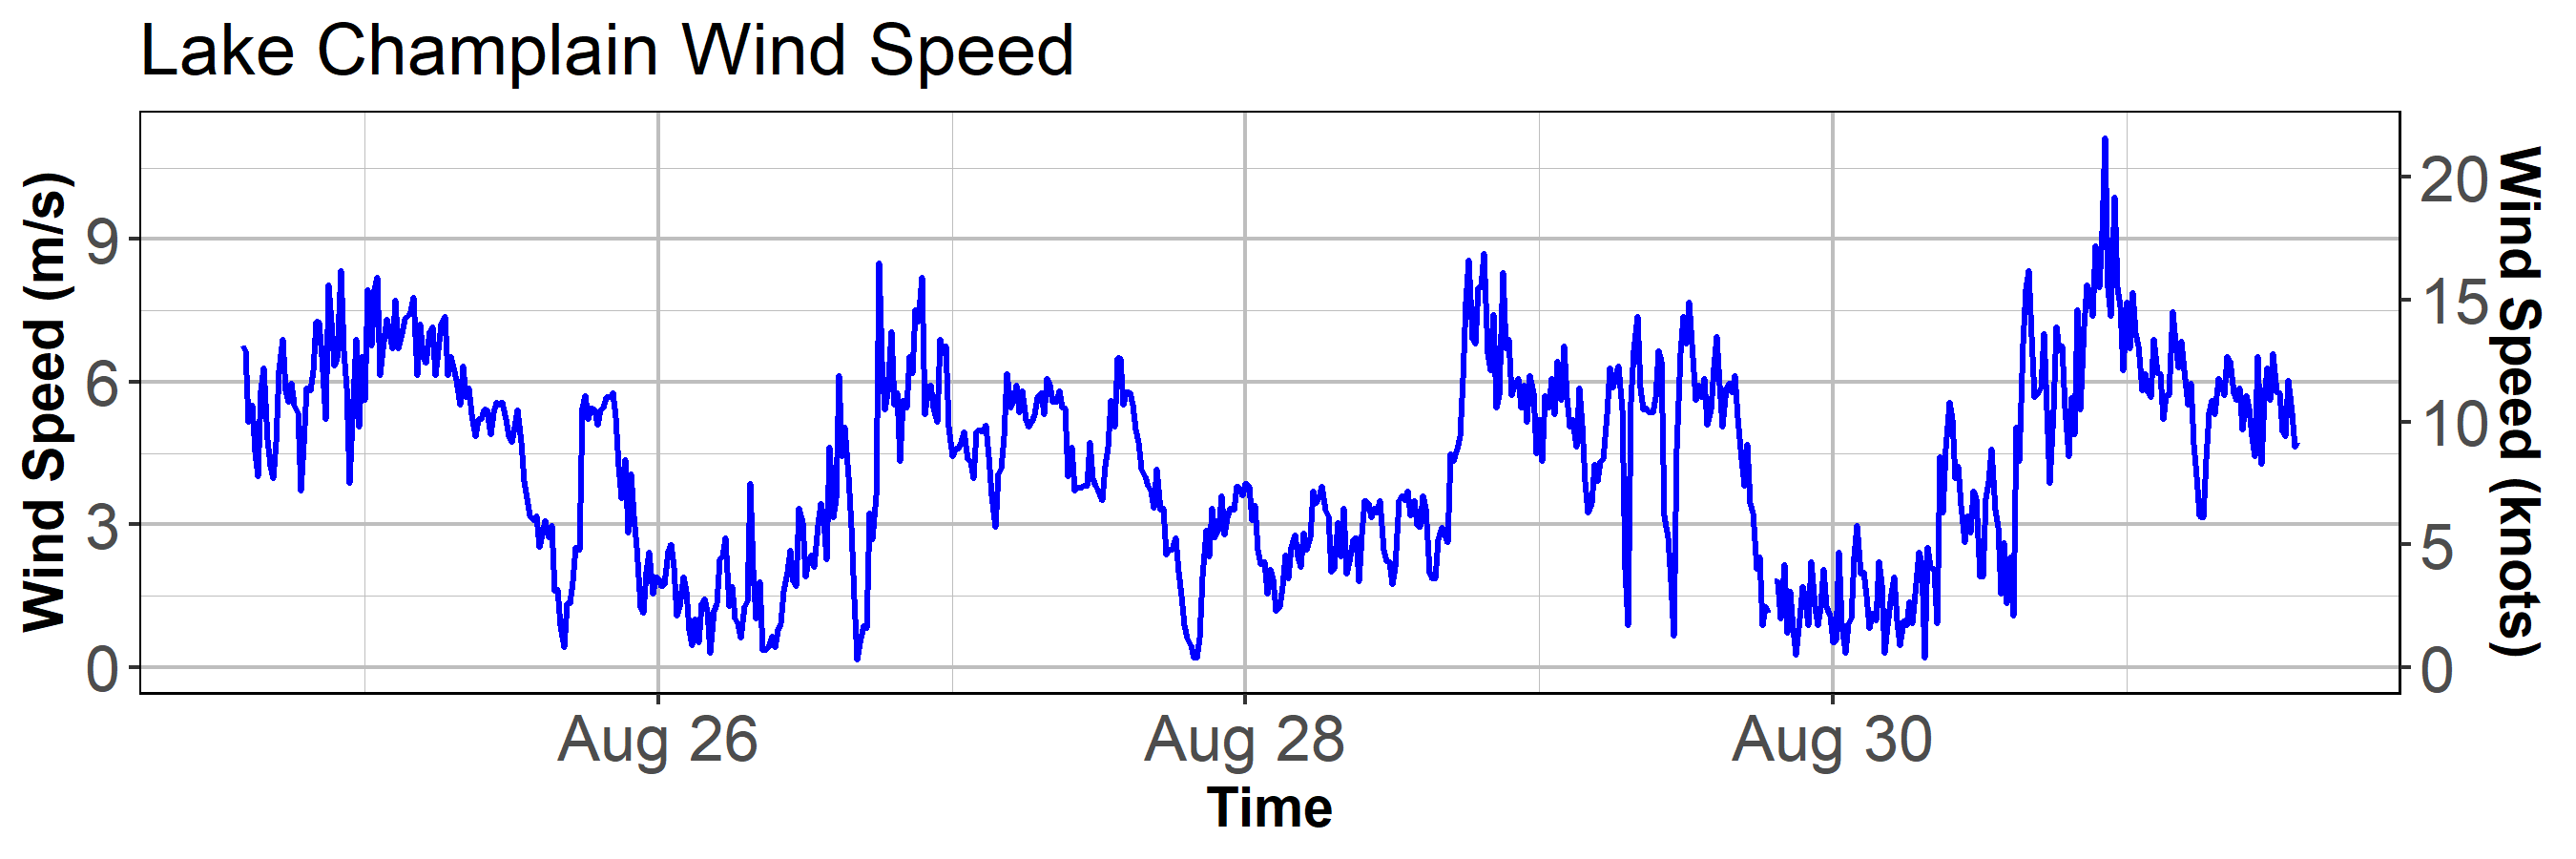 Lake Champlain Wind Speed
Wind Speed (m/s)
9
6
3
0
20
15
10
5
0
Wind Speed (knots)
Aug 26
Aug 28
Aug 30
Time